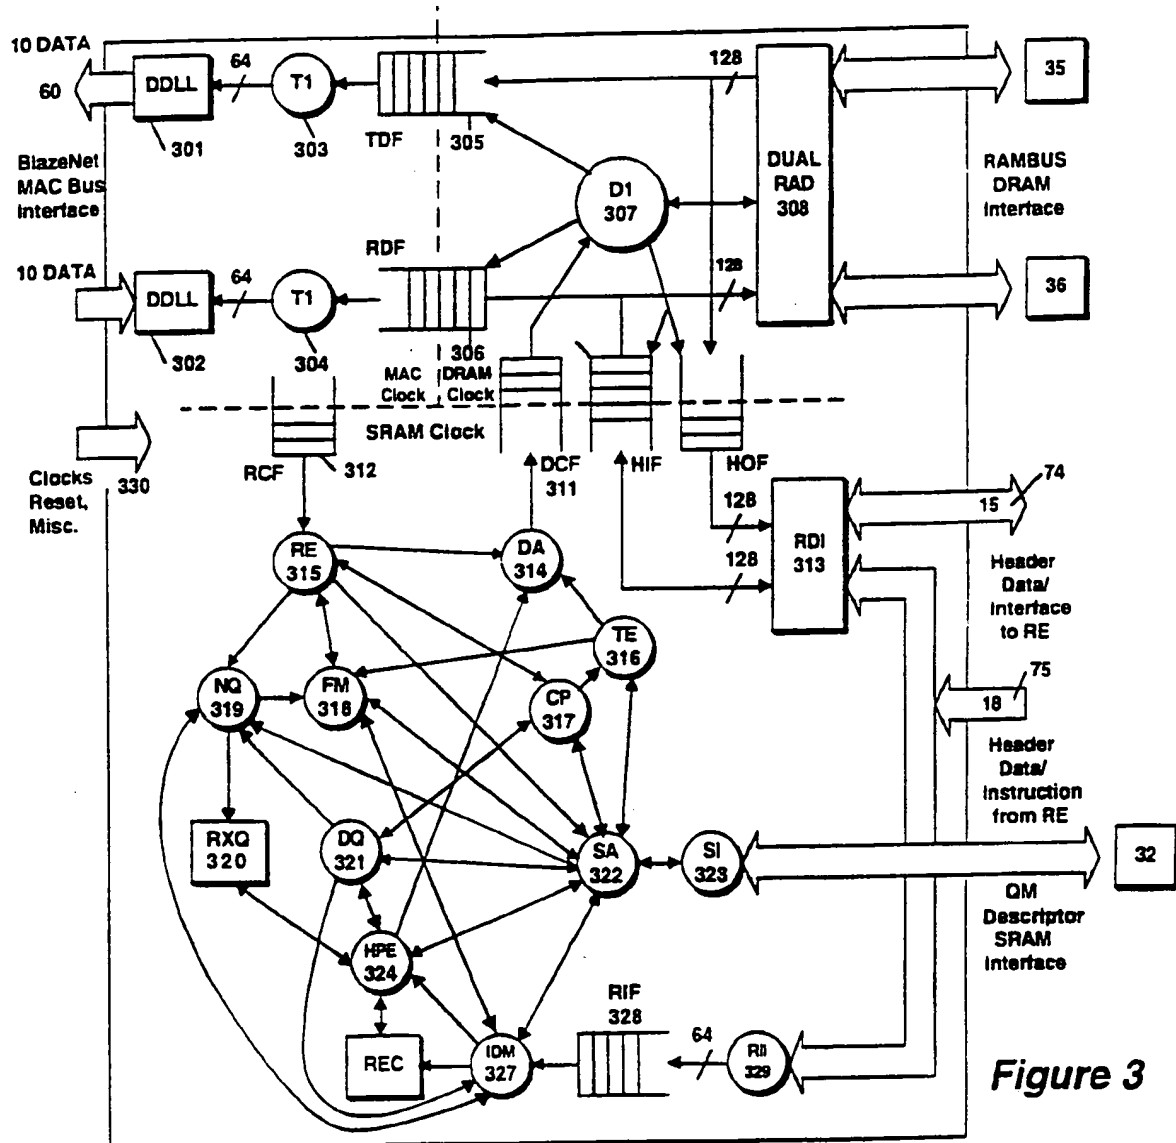 10 DATA
60
DDLL
301
64
T1
303
TDF
305
128
DUAL
RAD
308
35
RAMBUS
DRAM
Interface
36
BlazeNet
MAC Bus
Interface
D1
307
RDF
10 DATA
DDLL
302
64
T1
304
306
128
MAC
Clock
DRAM
Clock
SRAM Clock
Clocks
Reset,
Misc.
330
RCF
312
DCF
311
HIF
HOF
128
128
RDI
313
15
74
Header
Data/
Interface
to RE
18
75
Header
Data/
Instruction
from RE
RE
315
DA
314
TE
316
NQ
319
FM
318
CP
317
RXQ
320
DQ
321
SA
322
SI
323
32
QM
Descriptor
SRAM
Interface
HPE
324
REC
IDM
327
RIF
328
64
RII
329
Figure 3